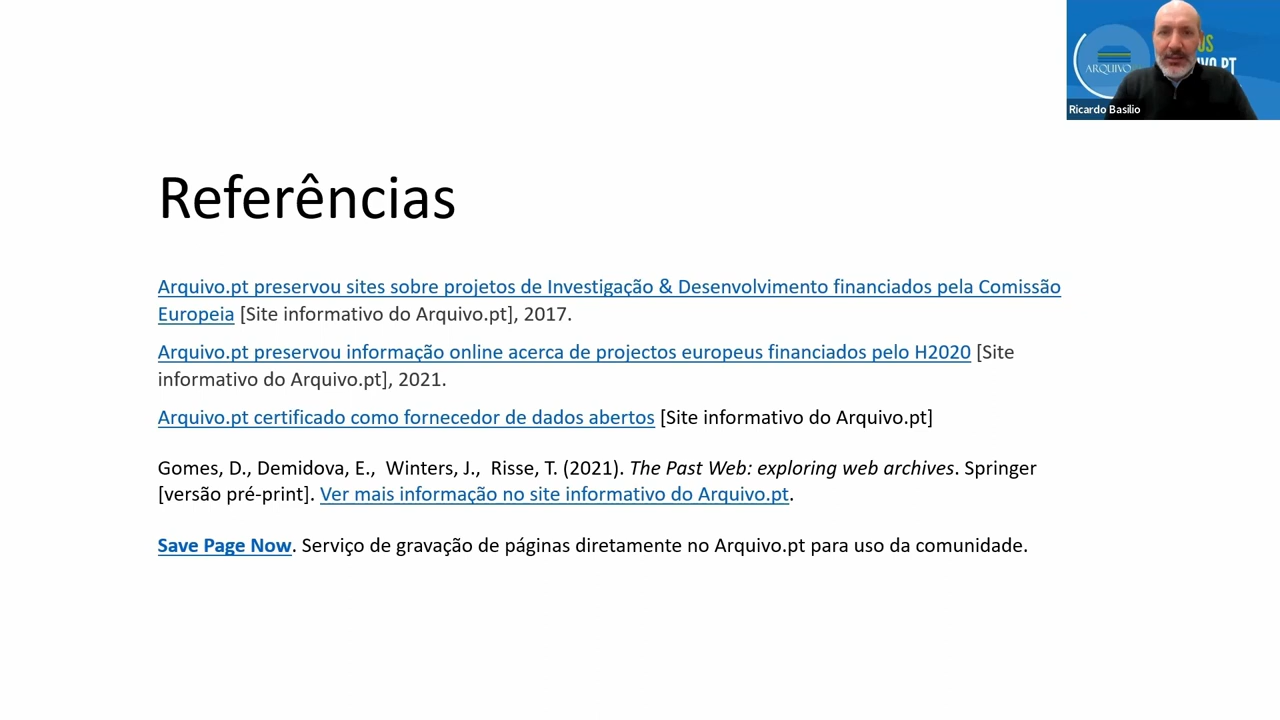 US
ARQUIVO
IVO.PT
Ricardo Basílio
Referências
Arquivo.pt preservou sites sobre projetos de Investigação & Desenvolvimento financiados pela Comissão
Europeia [Site informativo do Arquivo.pt], 2017.
Arquivo.pt preservou informação online acerca de projectos europeus financiados pelo H2020 [Site
informativo do Arquivo.pt], 2021.
Arquivo.pt certificado como fornecedor de dados abertos [Site informativo do Arquivo.pt]
Gomes, D., Demidova, E., Winters, J., Risse, T. (2021). The Past Web: exploring web archives. Springer
[versão pré-print]. Ver mais informação no site informativo do Arquivo.pt.
Save Page Now. Serviço de gravação de páginas diretamente no Arquivo.pt para uso da comunidade.